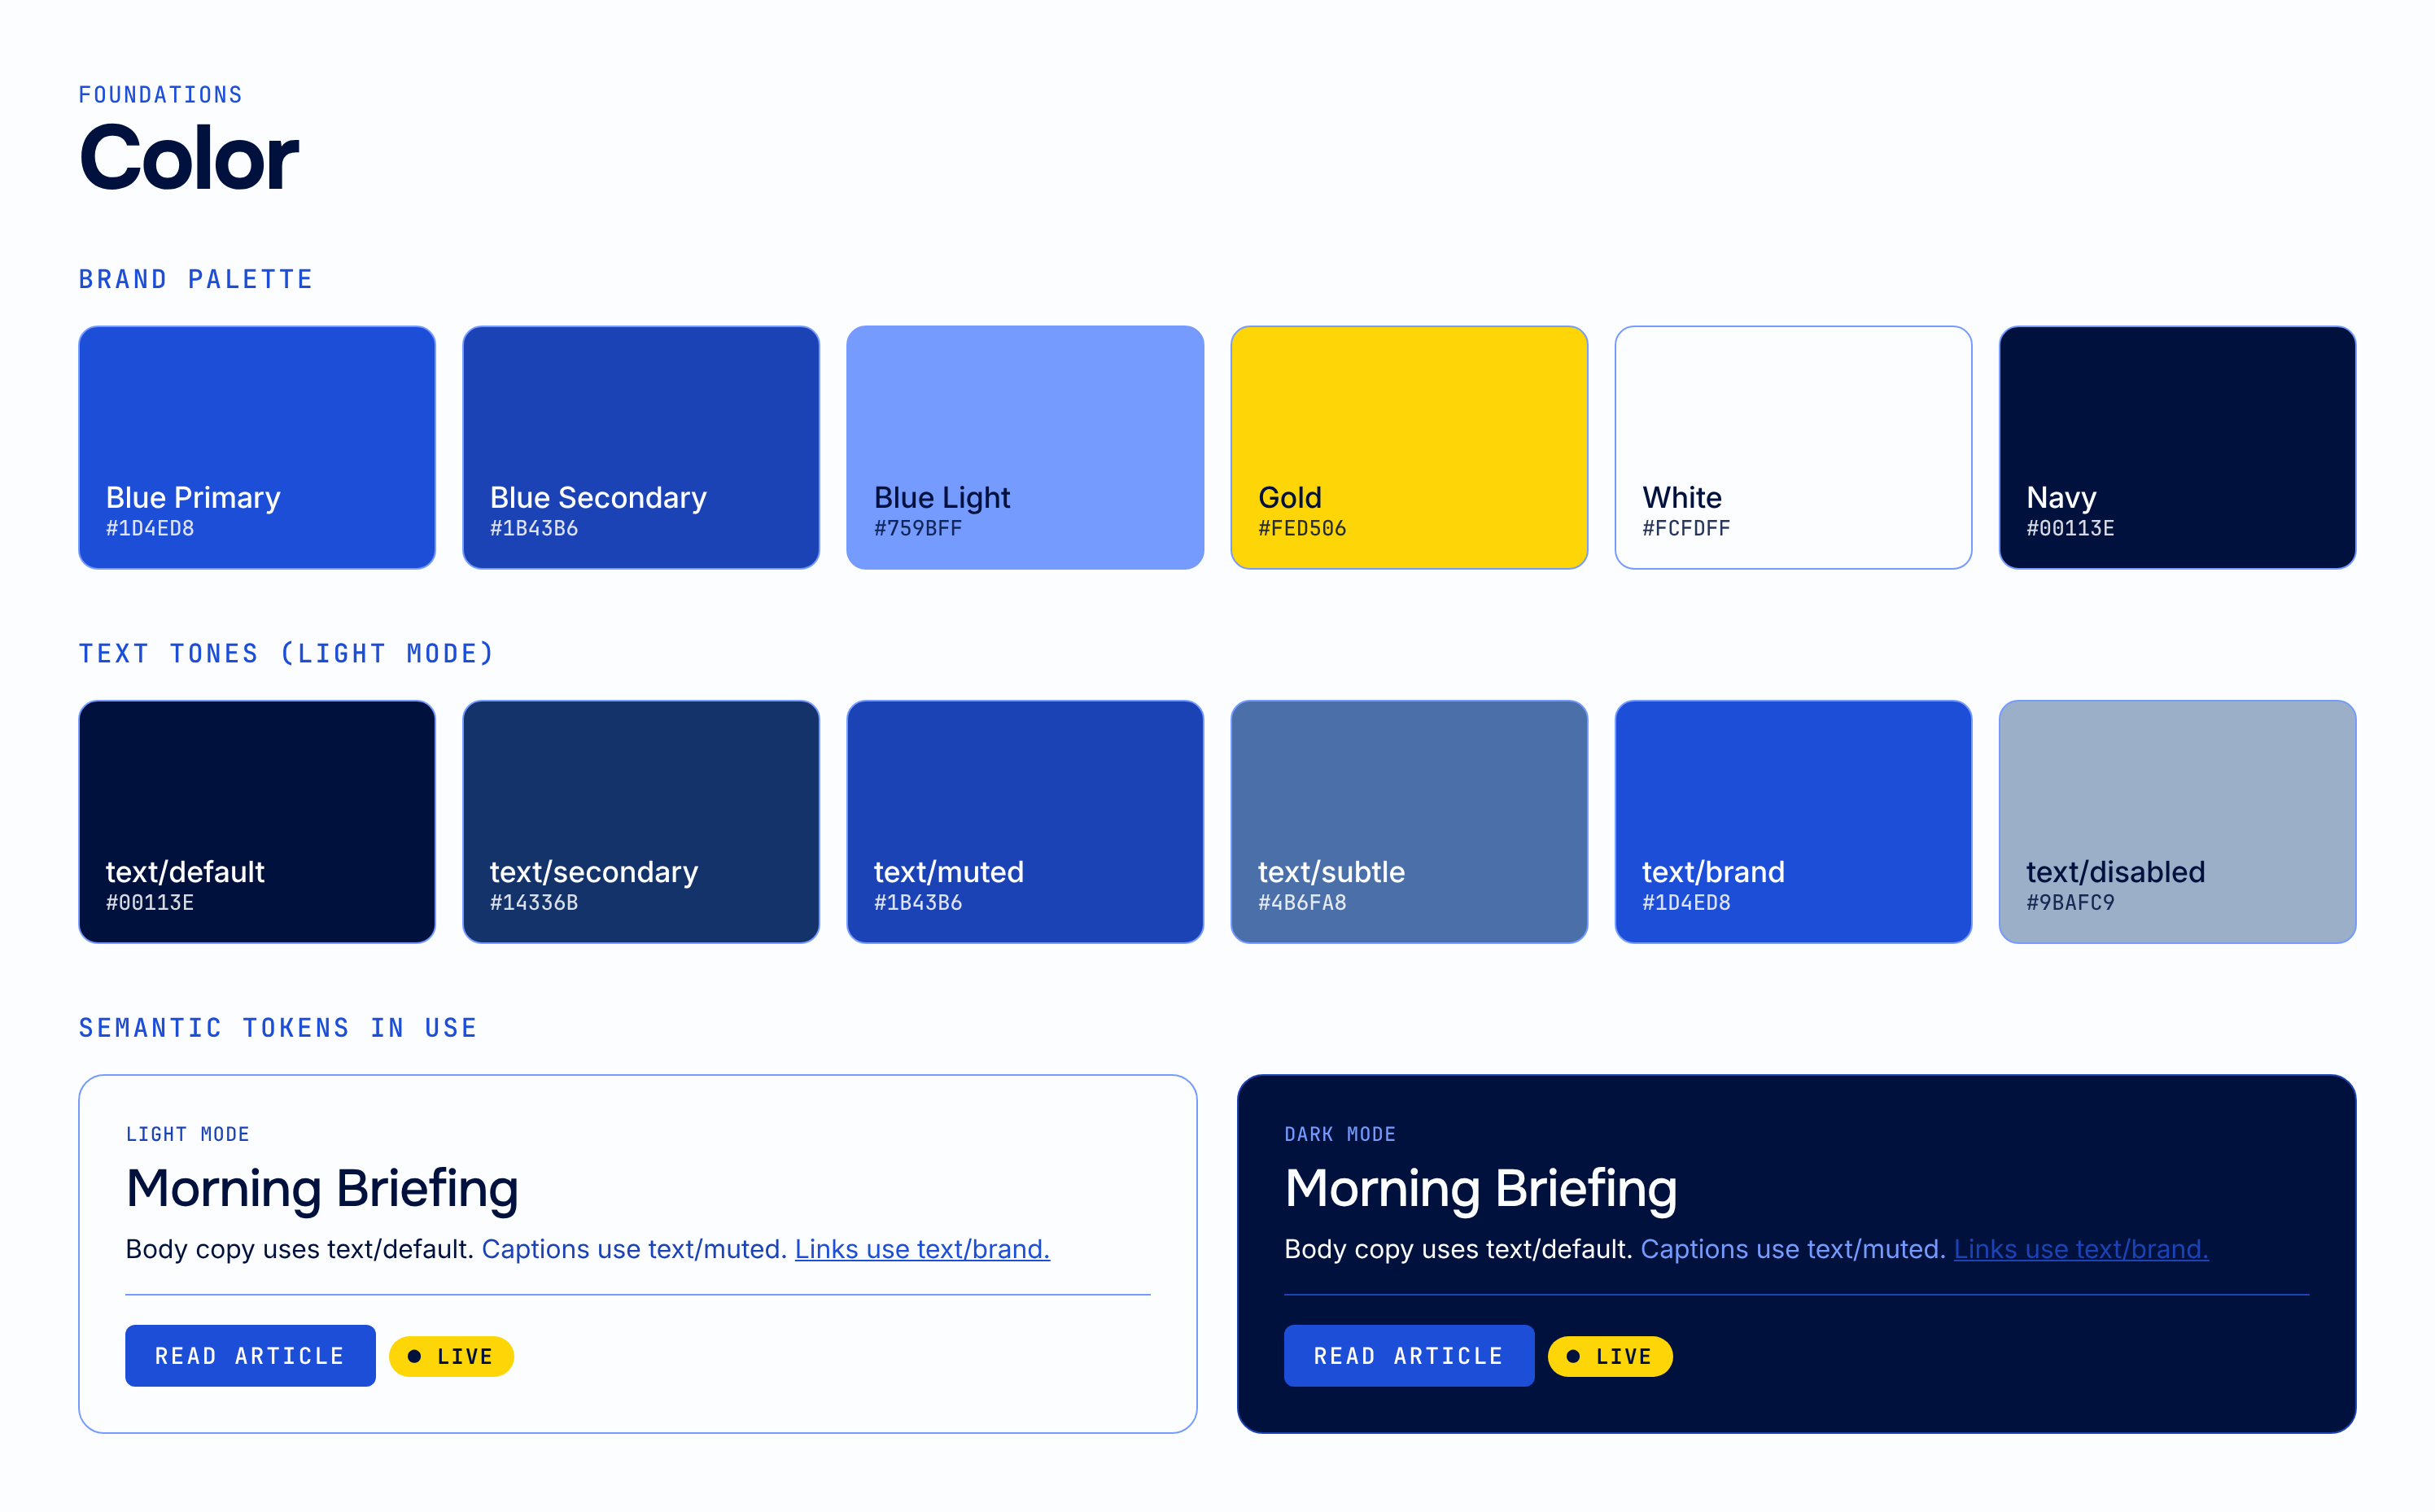 FOUNDATIONS
Color
BRAND PALETTE
Blue Primary
#1D4ED8
Blue Secondary
#1B43B6
Blue Light
#759BFF
Gold
#FED506
White
#FCFDFF
Navy
#00113E
TEXT TONES (LIGHT MODE)
text/default
#00113E
text/secondary
#14336B
text/muted
#1B43B6
text/subtle
#4B6FA8
text/brand
#1D4ED8
text/disabled
#9BAFC9
SEMANTIC TOKENS IN USE
LIGHT MODE
Morning Briefing
Body copy uses text/default. Captions use text/muted. Links use text/brand.
READ ARTICLE
LIVE
DARK MODE
Morning Briefing
Body copy uses text/default. Captions use text/muted. Links use text/brand.
READ ARTICLE
LIVE